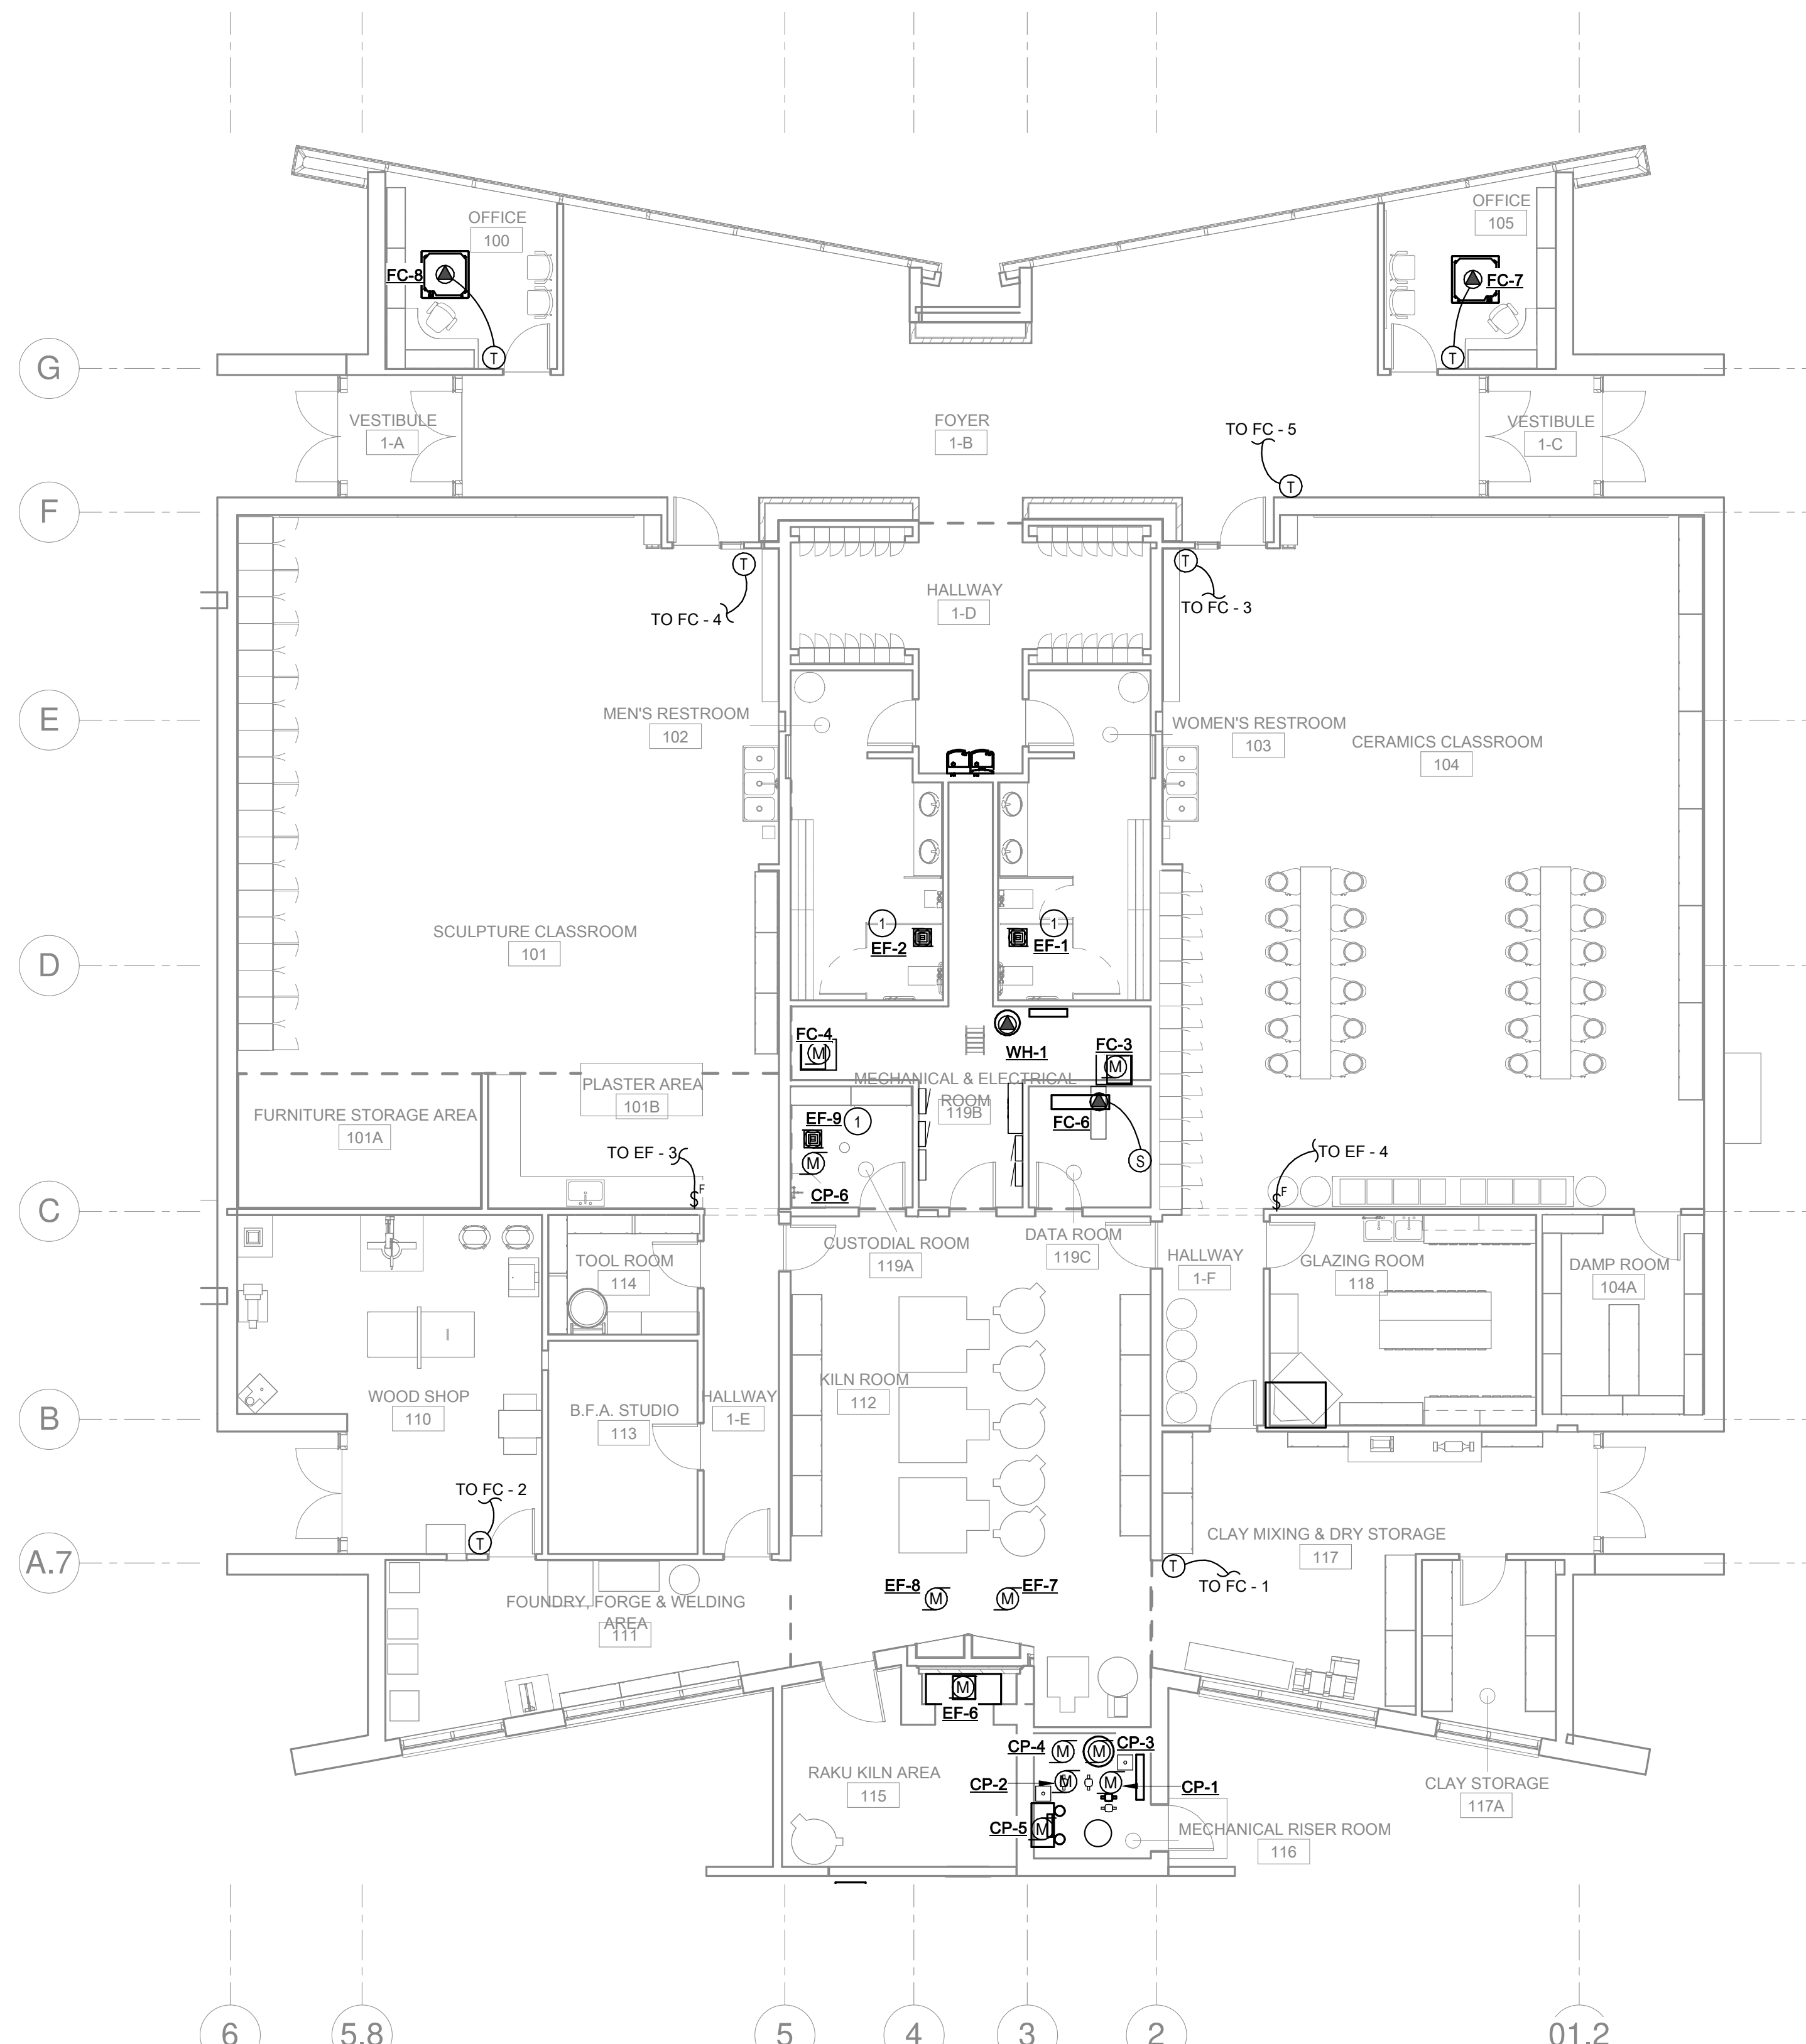 OFFICE
100
FC-8
T
OFFICE
105
FC-7
T
G
VESTIBULE
1-A
FOYER
1-B
TO FC - 5
T
VESTIBULE
1-C
F
T
TO FC - 4
HALLWAY
1-D
T
TO FC - 3
E
MEN'S RESTROOM
102
WOMEN'S RESTROOM
103
CERAMICS CLASSROOM
104
D
SCULPTURE CLASSROOM
101
1
EF-2
1
EF-1
FC-4
M
WH-1
FC-3
M
MECHANICAL & ELECTRICAL
ROOM
119B
PLASTER AREA
101B
FURNITURE STORAGE AREA
101A
EF-9
1
M
CP-6
FC-6
S
TO EF - 3
$F
TO EF - 4
$F
C
CUSTODIAL ROOM
119A
DATA ROOM
119C
HALLWAY
1-F
TOOL ROOM
114
GLAZING ROOM
118
DAMP ROOM
104A
B
WOOD SHOP
110
B.F.A. STUDIO
113
HALLWAY
1-E
KILN ROOM
112
TO FC - 2
T
A.7
CLAY MIXING & DRY STORAGE
117
T
TO FC - 1
EF-8
M
EF-7
M
FOUNDRY, FORGE & WELDING
AREA
111
M
EF-6
CP-4
M
M
CP-3
CP-2
M
M
CP-1
CP-5
M
RAKU KILN AREA
115
CLAY STORAGE
117A
MECHANICAL RISER ROOM
116
6
5.8
5
4
3
2
01.2